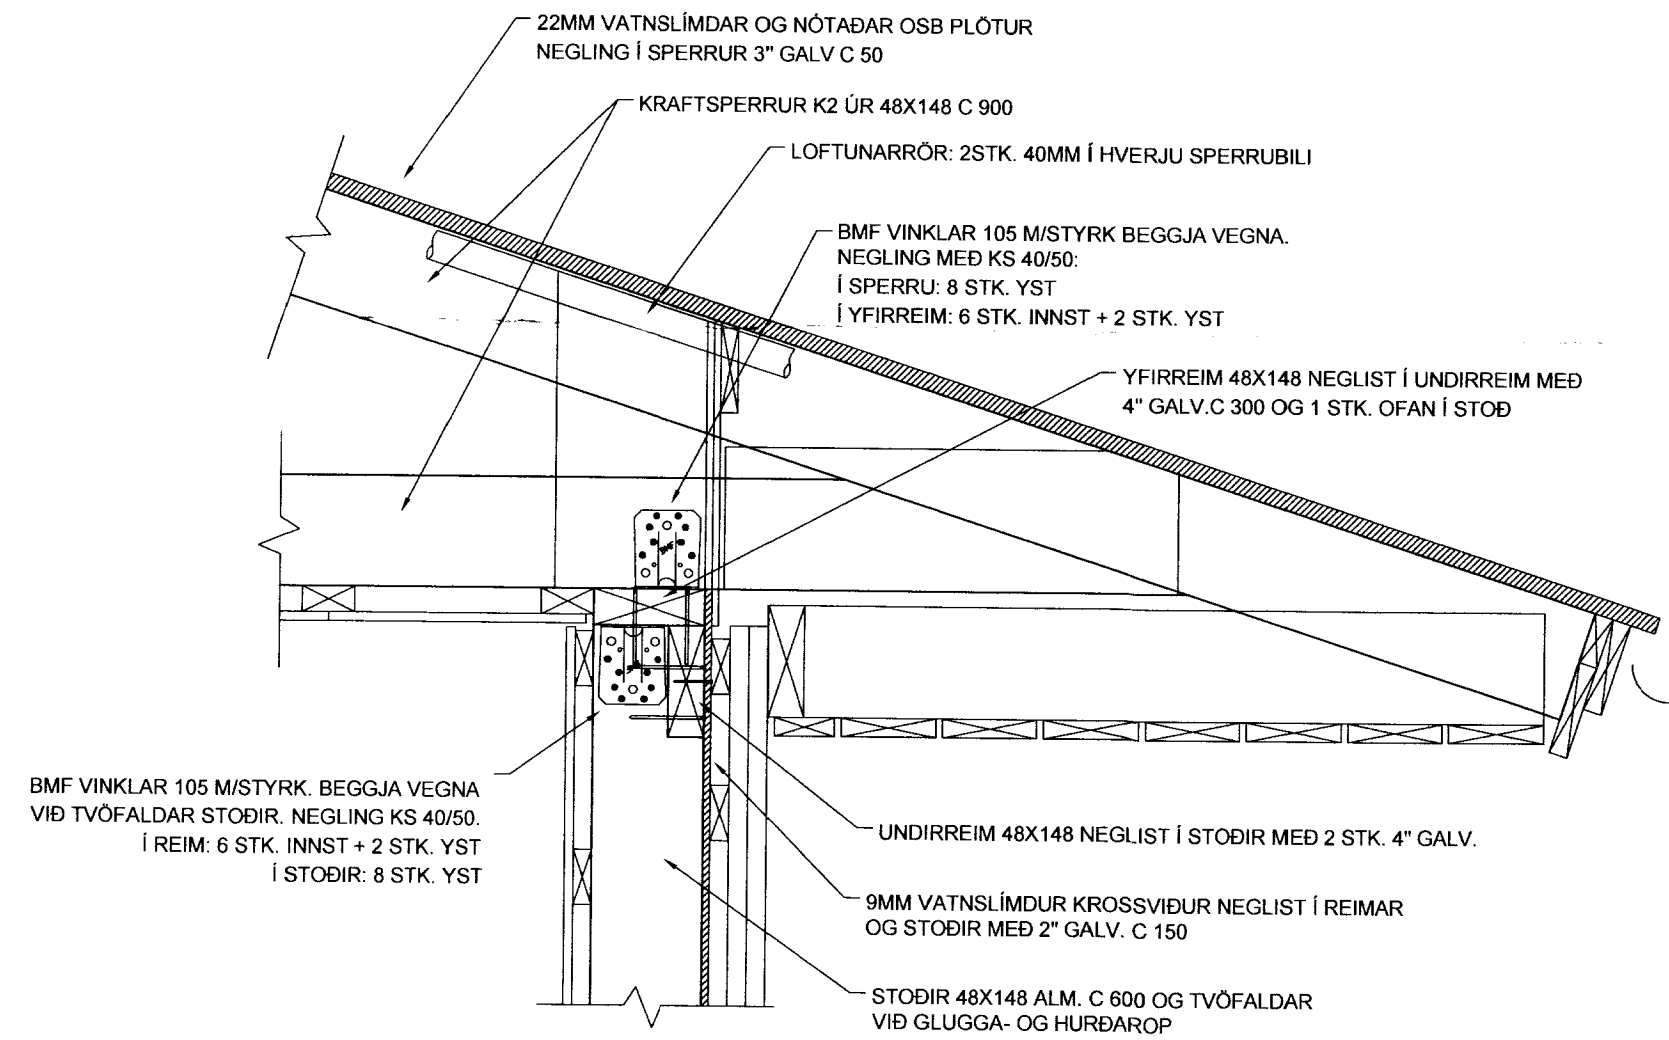 22MM VATNSLÍMDAR OG NÓTAÐAR OSB PLÖTUR
NEGLING Í SPERRUR 3" GALV C 50
KRAFTSPERRUR K2 ÚR 48X148 C 900
LOFTUNARRÖR: 2STK. 40MM Í HVERJU SPERRUBILI
BMF VINKLAR 105 M/STYRK BEGGJA VEGNA.
NEGLING MEÐ KS 40/50:
Í SPERRU: 8 STK. YST
Í YFIRREIM: 6 STK. INNST + 2 STK. YST
YFIRREIM 48X148 NEGLIST Í UNDIRREIM MEÐ
4" GALV.C 300 OG 1 STK. OFAN Í STOÐ
BMF
BMF VINKLAR 105 M/STYRK. BEGGJA VEGNA
VIÐ TVÖFALDAR STOÐIR. NEGLING KS 40/50.
Í REIM: 6 STK. INNST + 2 STK. YST
Í STOÐIR: 8 STK. YST
UNDIRREIM 48X148 NEGLIST Í STOÐIR MEÐ 2 STK. 4" GALV.
9MM VATNSLÍMDUR KROSSVIÐUR NEGLIST Í REIMAR
OG STOÐIR MEÐ 2" GALV. C 150
STOÐIR 48X148 ALM. C 600 OG TVÖFALDAR
VIÐ GLUGGA- OG HURÐAROP